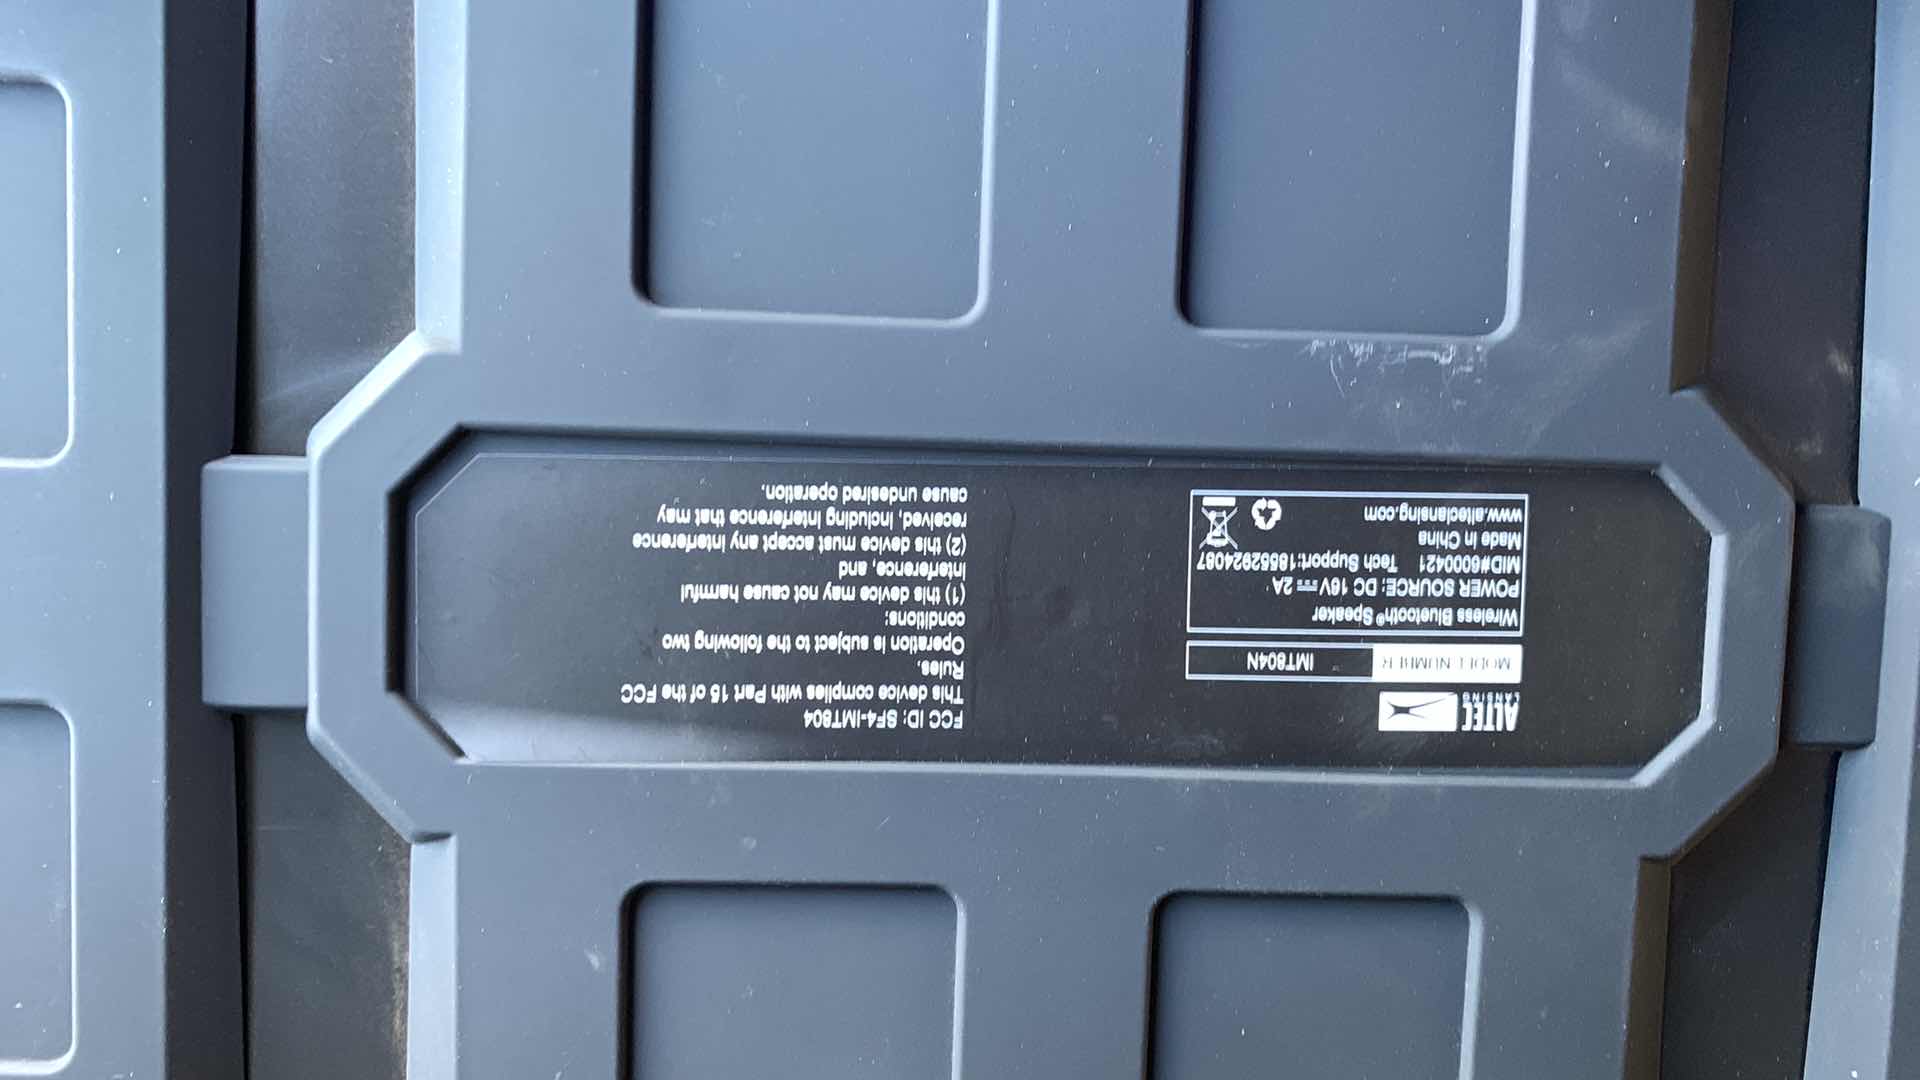 ALTEC
LANSING
MODEL NUMBER IMT804N
Wireless Bluetooth® Speaker
POWER SOURCE: DC 16V⎓2A
MID#6000421 Tech Support:18552924087
Made in China
www.alteclansing.com
FCC ID: SF4-IMT804
This device complies with Part 15 of the FCC
Rules.
Operation is subject to the following two
conditions:
(1) this device may not cause harmful
interference, and
(2) this device must accept any interference
received, including interference that may
cause undesired operation.